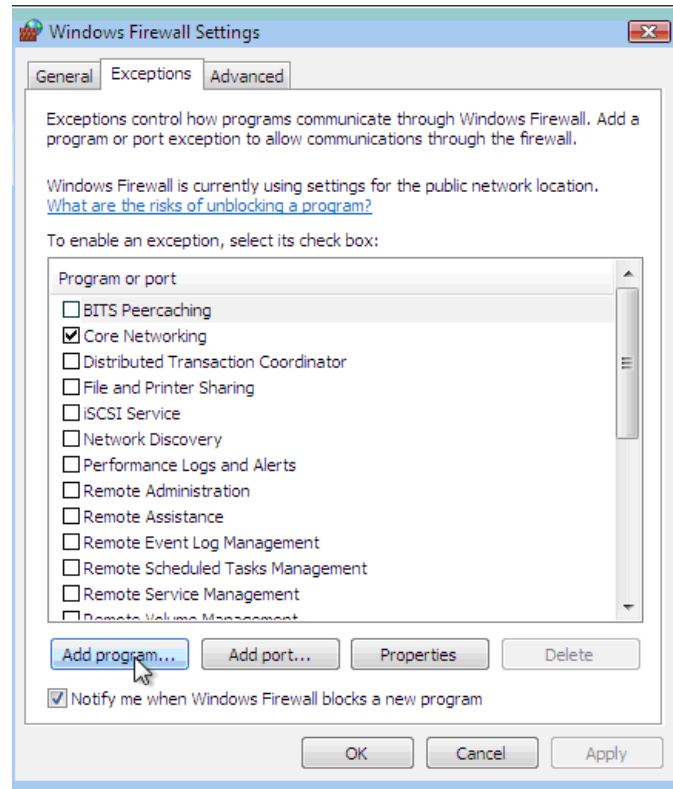 Windows Firewall Settings
General Exceptions Advanced
Exceptions control how programs communicate through Windows Firewall. Add a
program or port exception to allow communications through the firewall.
Windows Firewall is currently using settings for the public network location.
What are the risks of unblocking a program?
To enable an exception, select its check box:
Program or port
BITS Peercaching
Core Networking
Distributed Transaction Coordinator
File and Printer Sharing
iSCSI Service
Network Discovery
Performance Logs and Alerts
Remote Administration
Remote Assistance
Remote Event Log Management
Remote Scheduled Tasks Management
Remote Service Management
Remote Volume Management
Add program... Add port... Properties Delete
Notify me when Windows Firewall blocks a new program
OK Cancel Apply